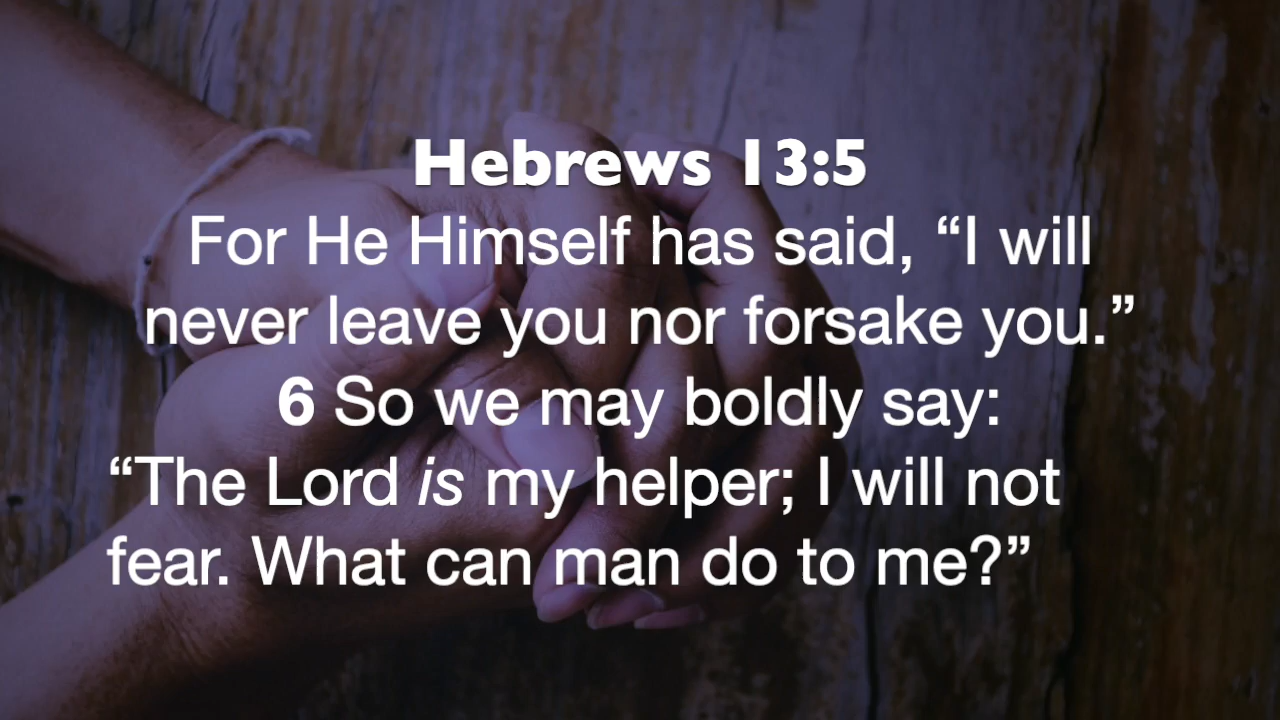 Hebrews 13:5
For He Himself has said, “I will
never leave you nor forsake you.”
6 So we may boldly say:
“The Lord is my helper; I will not
fear. What can man do to me?”